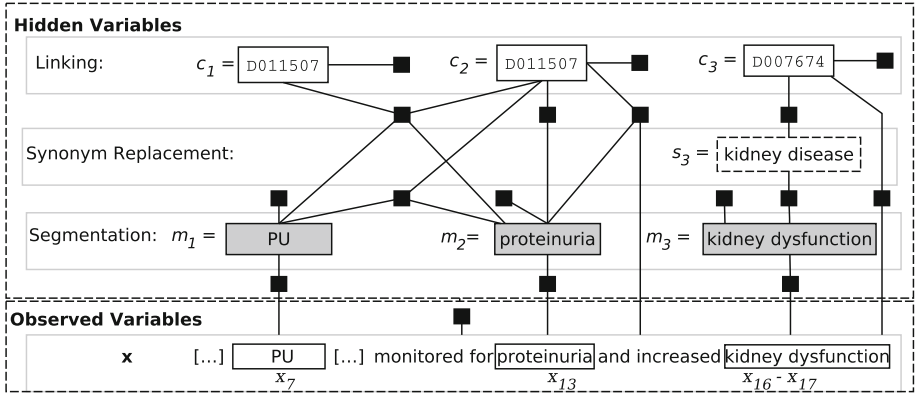 Hidden Variables
Linking: c1 = D011507 c2 = D011507 c3 = D007674
Synonym Replacement: s3 = kidney disease
Segmentation: m1 = PU m2= proteinuria m3 = kidney dysfunction
Observed Variables
x [...] PU [...] monitored for proteinuria and increased kidney dysfunction
x7 x13 x16 - x17